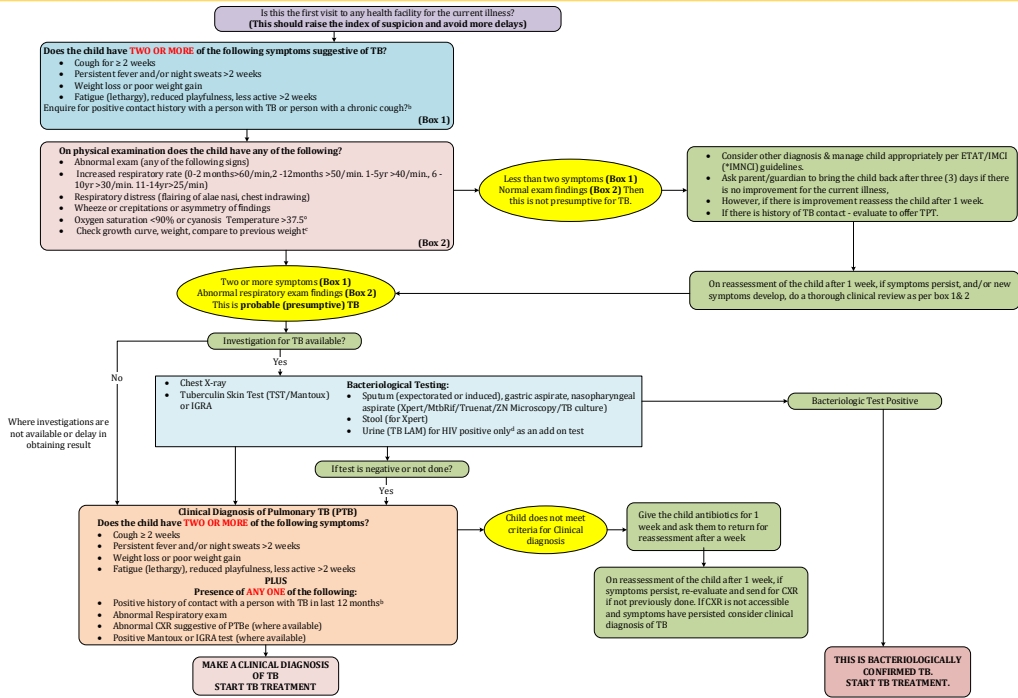 Is this the first visit to any health facility for the current illness?
(This should raise the index of suspicion and avoid more delays)
Does the child have TWO OR MORE of the following symptoms suggestive of TB?
• Cough for ≥ 2 weeks
• Persistent fever and/or night sweats >2 weeks
• Weight loss or poor weight gain
• Fatigue (lethargy), reduced playfulness, less active >2 weeks
Enquire for positive contact history with a person with TB or person with a chronic cough?ᵇ
(Box 1)
On physical examination does the child have any of the following?
• Abnormal exam (any of the following signs)
• Increased respiratory rate (0-2 months>60/min,2 -12months >50/min. 1-5yr >40/min., 6 -
10yr >30/min. 11-14yr>25/min)
• Respiratory distress (flairing of alae nasi, chest indrawing)
• Wheeze or crepitations or asymmetry of findings
• Oxygen saturation <90% or cyanosis Temperature >37.5°
• Check growth curve, weight, compare to previous weightᶜ
(Box 2)
Less than two symptoms (Box 1)
Normal exam findings (Box 2) Then
this is not presumptive for TB.
• Consider other diagnosis & manage child appropriately per ETAT/IMCI
(*IMNCI) guidelines.
• Ask parent/guardian to bring the child back after three (3) days if there
is no improvement for the current illness,
• However, if there is improvement reassess the child after 1 week.
• If there is history of TB contact - evaluate to offer TPT.
On reassessment of the child after 1 week, if symptoms persist, and/or new
symptoms develop, do a thorough clinical review as per box 1& 2
Two or more symptoms (Box 1)
Abnormal respiratory exam findings (Box 2)
This is probable (presumptive) TB
Investigation for TB available?
Yes
No
Where investigations are
not available or delay in
obtaining result
• Chest X-ray
• Tuberculin Skin Test (TST/Mantoux)
or IGRA
Bacteriological Testing:
• Sputum (expectorated or induced), gastric aspirate, nasopharyngeal
aspirate (Xpert/MtbRif/Truenat/ZN Microscopy/TB culture)
• Stool (for Xpert)
• Urine (TB LAM) for HIV positive onlyᵈ as an add on test
Bacteriologic Test Positive
If test is negative or not done?
Yes
Clinical Diagnosis of Pulmonary TB (PTB)
Does the child have TWO OR MORE of the following symptoms?
• Cough ≥ 2 weeks
• Persistent fever and/or night sweats >2 weeks
• Weight loss or poor weight gain
• Fatigue (lethargy), reduced playfulness, less active >2 weeks
PLUS
Presence of ANY ONE of the following:
• Positive history of contact with a person with TB in last 12 monthsᵇ
• Abnormal Respiratory exam
• Abnormal CXR suggestive of PTBe (where available)
• Positive Mantoux or IGRA test (where available)
Child does not meet
criteria for Clinical
diagnosis
Give the child antibiotics for 1
week and ask them to return for
reassessment after a week
On reassessment of the child after 1 week, if
symptoms persist, re-evaluate and send for CXR
if not previously done. If CXR is not accessible
and symptoms have persisted consider clinical
diagnosis of TB
MAKE A CLINICAL DIAGNOSIS
OF TB
START TB TREATMENT
THIS IS BACTERIOLOGICALLY
CONFIRMED TB.
START TB TREATMENT.